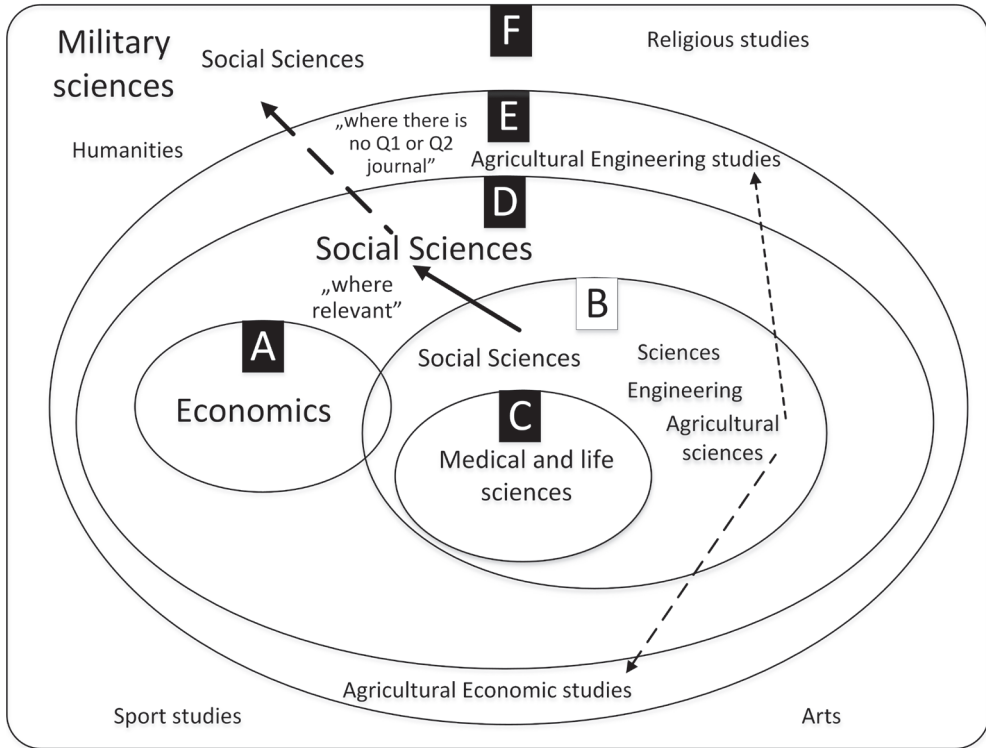 F
Military
sciences
Social Sciences
Religious studies
E
„where there is
no Q1 or Q2
journal”
Humanities
Agricultural Engineering studies
D
Social Sciences
„where
relevant”
B
A
Social Sciences
Sciences
Engineering
Economics
C
Agricultural
sciences
Medical and life
sciences
Agricultural Economic studies
Sport studies
Arts